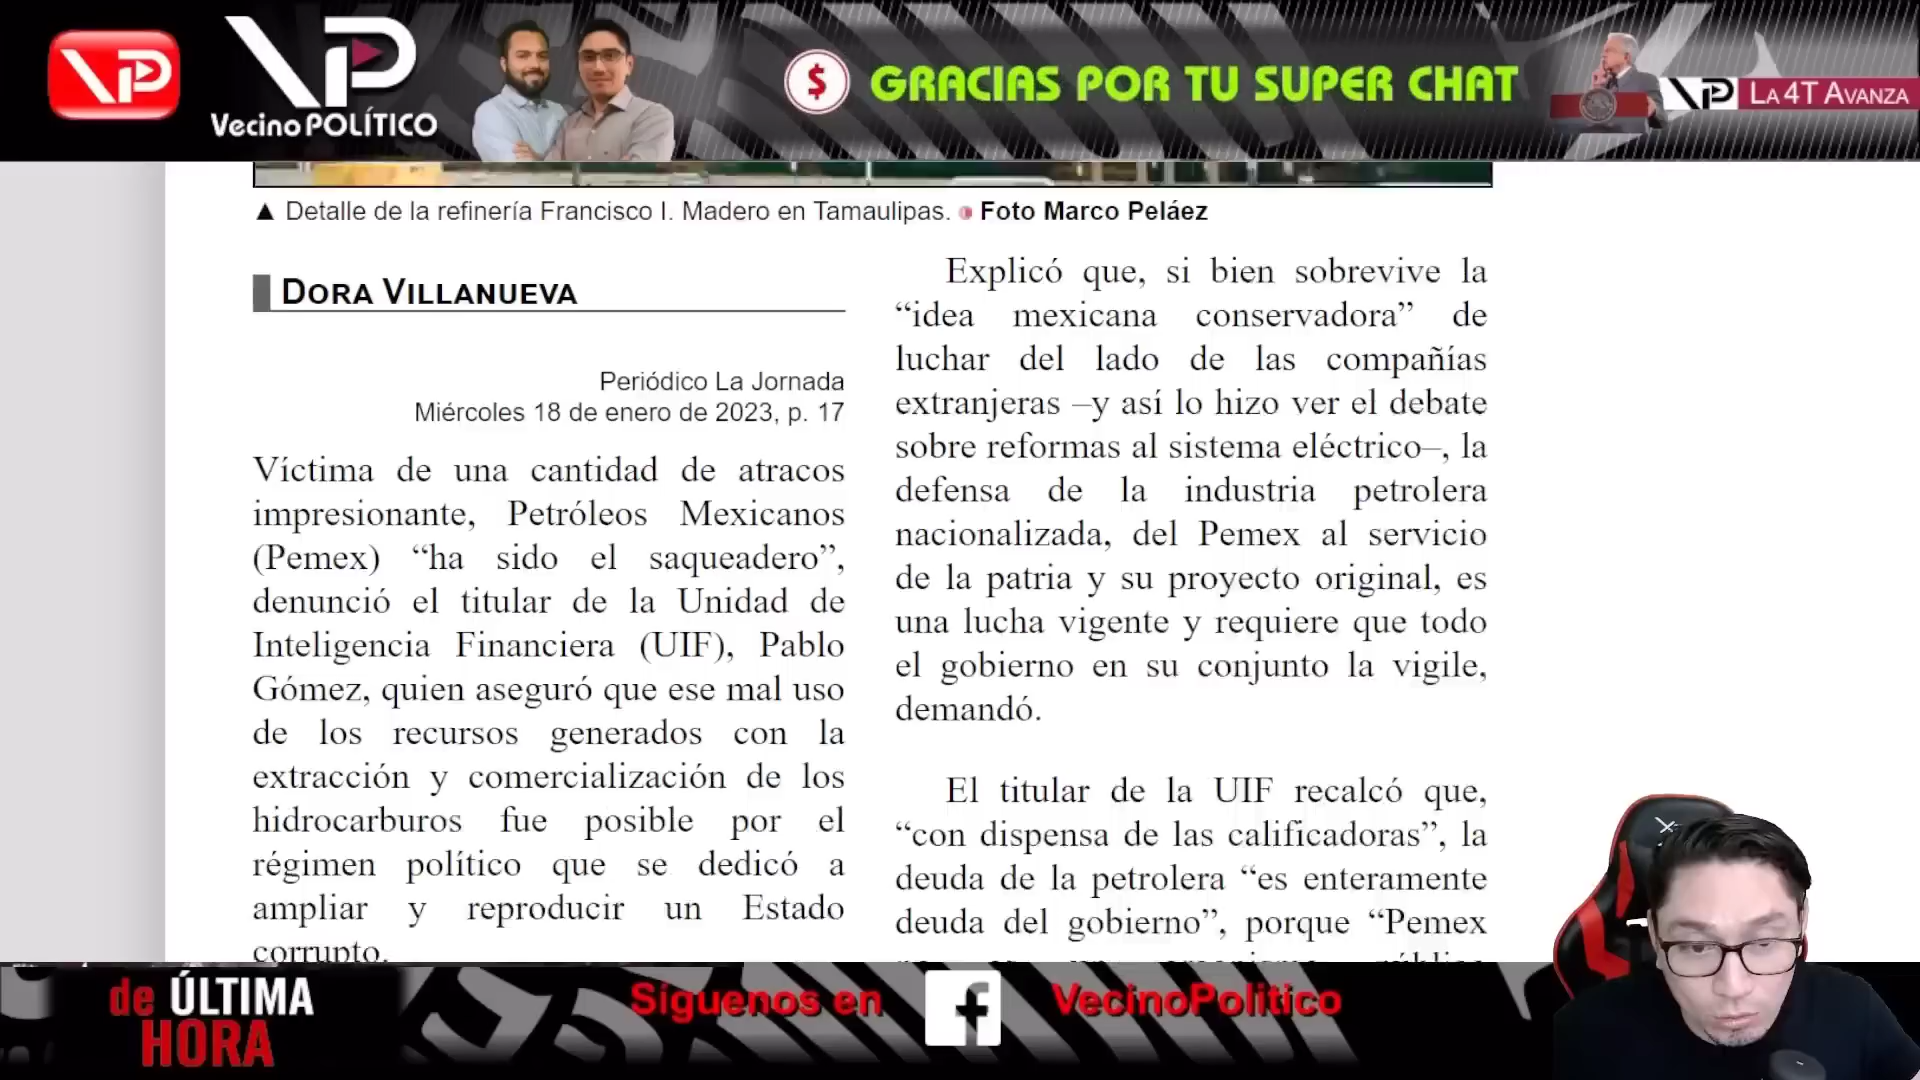 VP
VP
Vecino POLÍTICO
$
GRACIAS POR TU SUPER CHAT
VP
LA 4T AVANZA
▲ Detalle de la refinería Francisco I. Madero en Tamaulipas. Foto Marco Peláez
DORA VILLANUEVA
Periódico La Jornada
Miércoles 18 de enero de 2023, p. 17
Víctima de una cantidad de atracos
impresionante, Petróleos Mexicanos
(Pemex) “ha sido el saqueadero”,
denunció el titular de la Unidad de
Inteligencia Financiera (UIF), Pablo
Gómez, quien aseguró que ese mal uso
de los recursos generados con la
extracción y comercialización de los
hidrocarburos fue posible por el
régimen político que se dedicó a
ampliar y reproducir un Estado
corrupto.
Explicó que, si bien sobrevive la
“idea mexicana conservadora” de
luchar del lado de las compañías
extranjeras –y así lo hizo ver el debate
sobre reformas al sistema eléctrico–, la
defensa de la industria petrolera
nacionalizada, del Pemex al servicio
de la patria y su proyecto original, es
una lucha vigente y requiere que todo
el gobierno en su conjunto la vigile,
demandó.
El titular de la UIF recalcó que,
“con dispensa de las calificadoras”, la
deuda de la petrolera “es enteramente
deuda del gobierno”, porque “Pemex
de ÚLTIMA
HORA
Síguenos en
VecinoPolitico